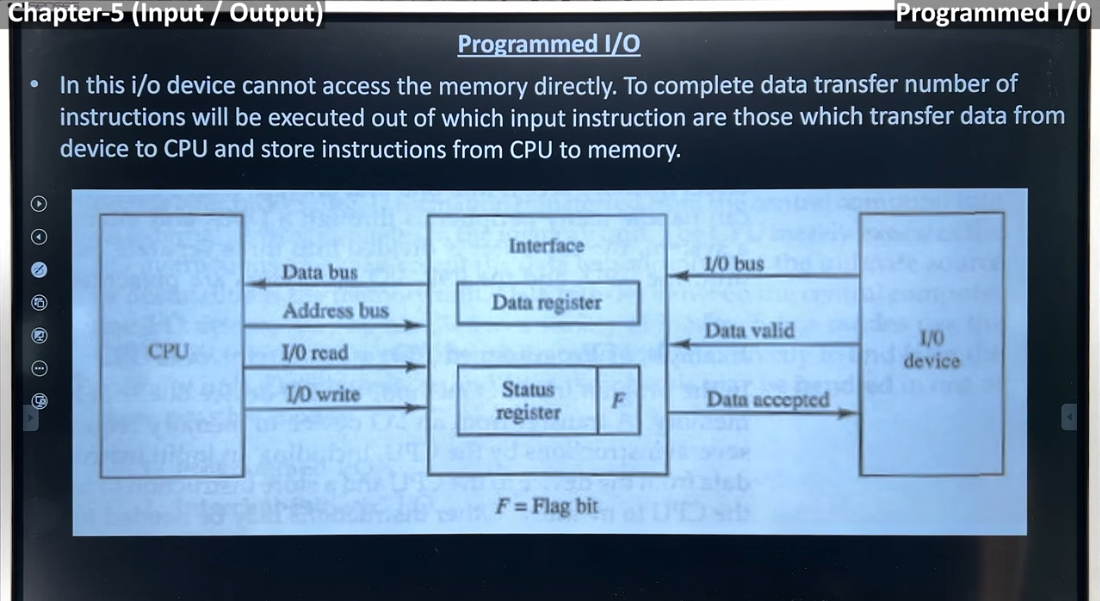 Chapter-5 (Input / Output)
Programmed I/0
Programmed I/O
• In this i/o device cannot access the memory directly. To complete data transfer number of
instructions will be executed out of which input instruction are those which transfer data from
device to CPU and store instructions from CPU to memory.
Interface
Data bus
I/0 bus
Data register
Address bus
Data valid
CPU
I/0 read
I/0
device
I/0 write
Status
register
F
Data accepted
F = Flag bit